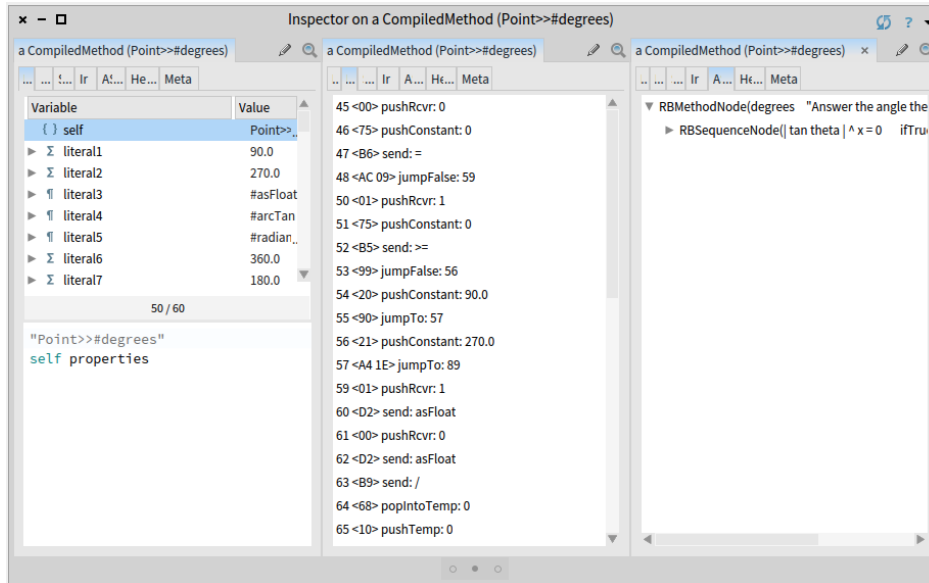 Inspector on a CompiledMethod (Point>>#degrees)
?
a CompiledMethod (Point>>#degrees)
... ... Ir He... Meta
Variable Value
{ } self Point>>...
Σ literal1 90.0
Σ literal2 270.0
¶ literal3 #asFloat
¶ literal4 #arcTan
¶ literal5 #radian...
Σ literal6 360.0
Σ literal7 180.0
50 / 60
"Point>>#degrees"
self properties
a CompiledMethod (Point>>#degrees)
.. ... ... Ir A... He... Meta
45 <00> pushRcvr: 0
46 <75> pushConstant: 0
47 <B6> send: =
48 <AC 09> jumpFalse: 59
50 <01> pushRcvr: 1
51 <75> pushConstant: 0
52 <B5> send: >=
53 <99> jumpFalse: 56
54 <20> pushConstant: 90.0
55 <90> jumpTo: 57
56 <21> pushConstant: 270.0
57 <A4 1E> jumpTo: 89
59 <01> pushRcvr: 1
60 <D2> send: asFloat
61 <00> pushRcvr: 0
62 <D2> send: asFloat
63 <B9> send: /
64 <68> popIntoTemp: 0
65 <10> pushTemp: 0
a CompiledMethod (Point>>#degrees)
.. ... ... Ir A... He... Meta
RBMethodNode(degrees "Answer the angle the
RBSequenceNode(| tan theta | ^ x = 0 ifTru